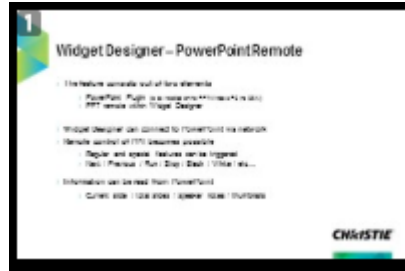 1
Widget Designer – PowerPoint Remote
The feature consists out of two elements
PowerPoint Plugin
PPT remote within Widget Designer
Widget Designer can connect to PowerPoint via network
Remote control of PPT becomes possible
Regular and special features can be triggered
Next / Previous / Run / Stop / Black / White / etc...
Information can be read from PowerPoint
Current slide / total slides / speaker notes / thumbnails
CHRISTIE